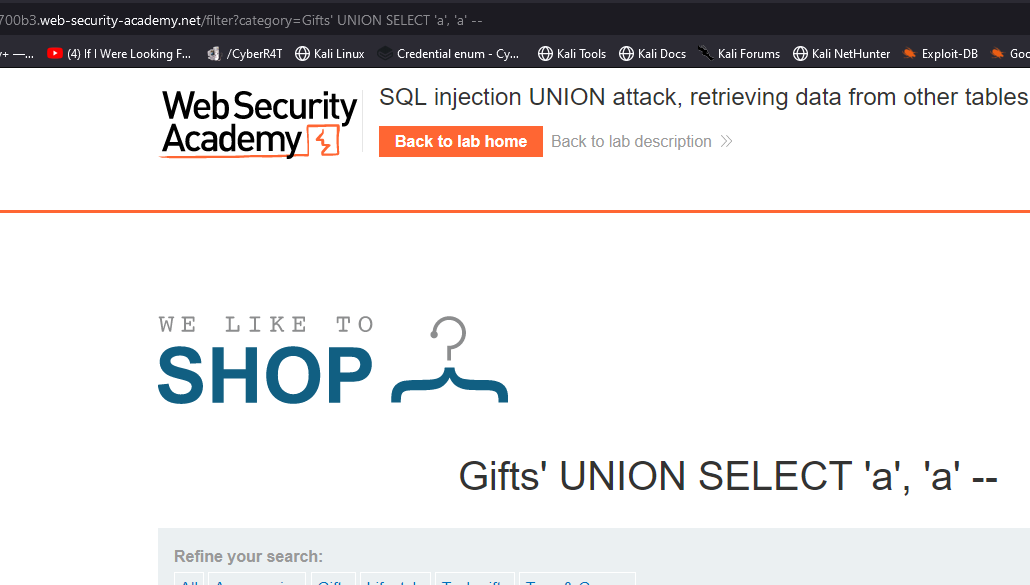 700b3.web-security-academy.net/filter?category=Gifts' UNION SELECT 'a', 'a' --
(4) If I Were Looking F... /CyberR4T Kali Linux Credential enum - Cy... Kali Tools Kali Docs Kali Forums Kali NetHunter Exploit-DB Goo
WebSecurity
Academy
SQL injection UNION attack, retrieving data from other tables
Back to lab home Back to lab description
WE LIKE TO
SHOP
Gifts' UNION SELECT 'a', 'a' --
Refine your search: